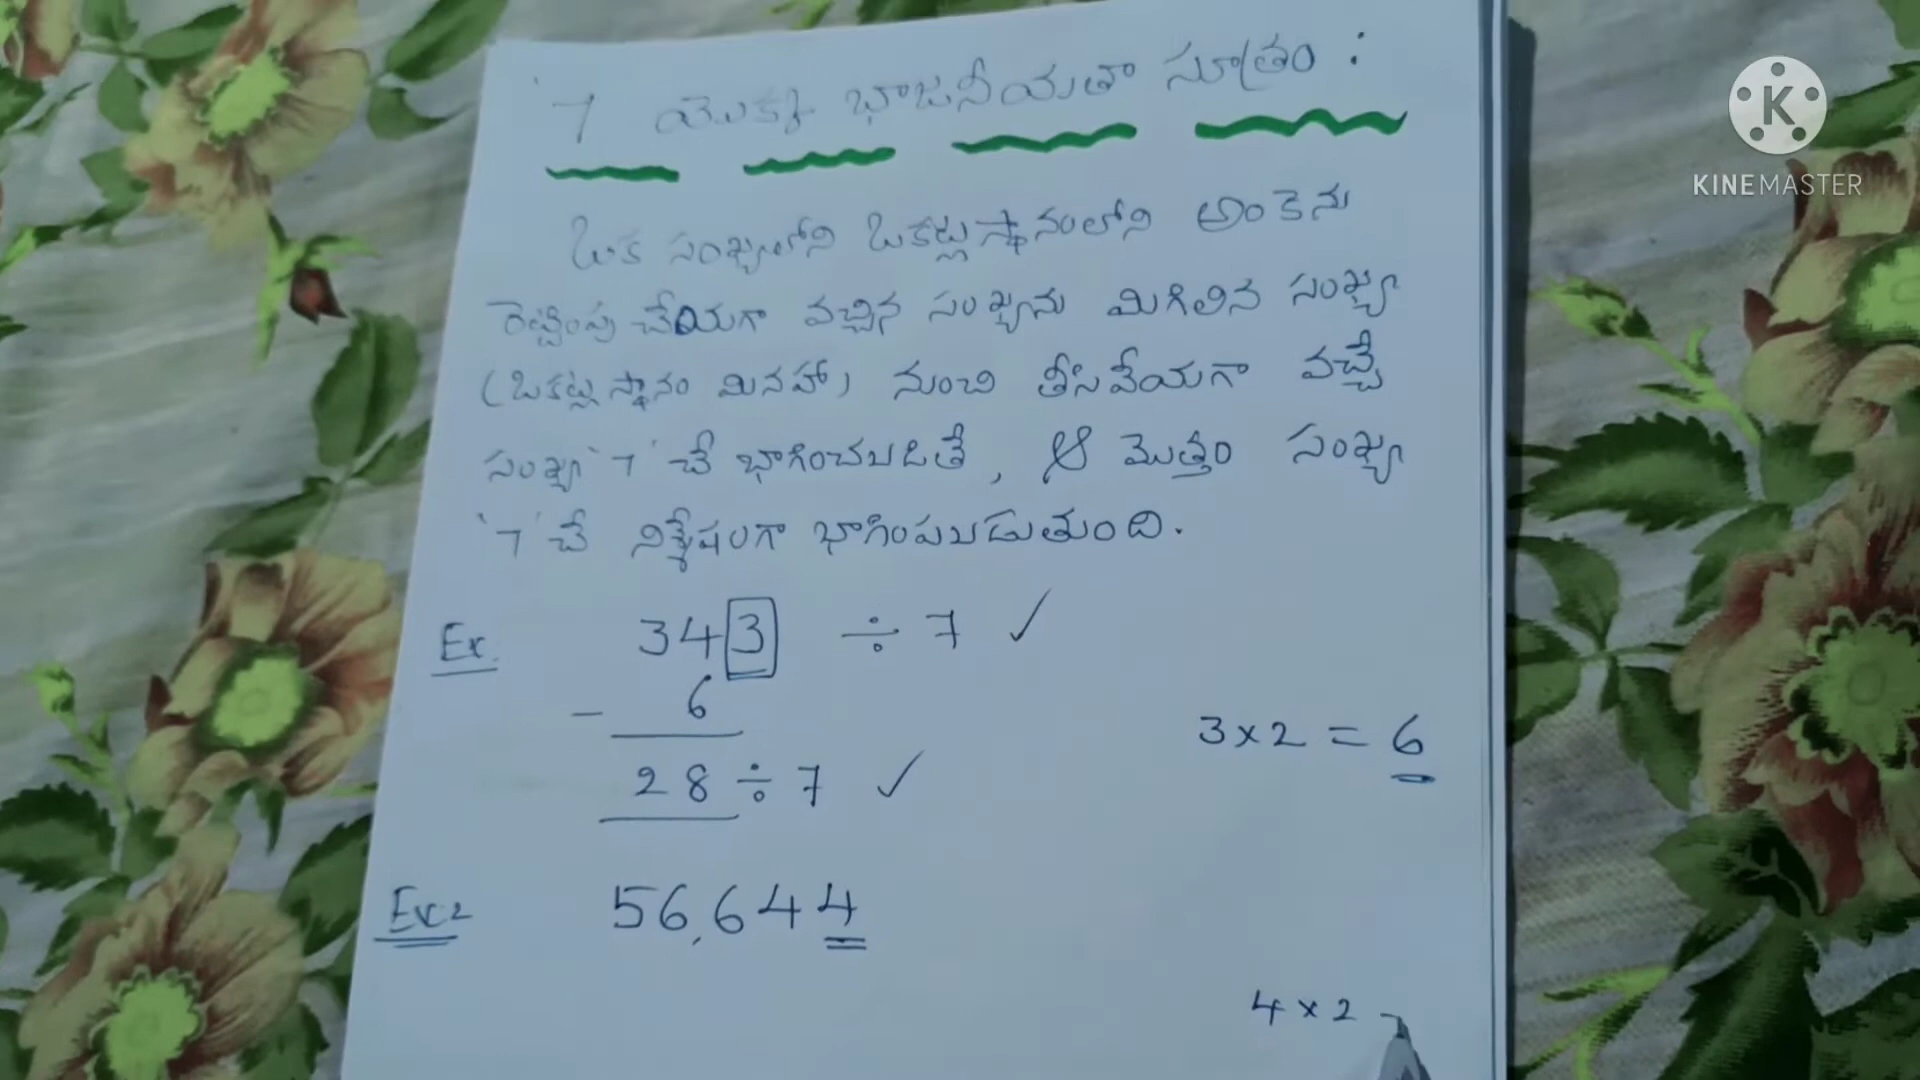 '7 యొక్క భాజనీయతా సూత్రం :
KINEMASTER
ఒక సంఖ్యలోని ఒకట్లస్థానంలోని అంకెను
రెట్టింపు చేయగా వచ్చిన సంఖ్యను మిగిలిన సంఖ్య
(ఒకట్ల స్థానం మినహా) నుంచి తీసివేయగా వచ్చే
సంఖ్య '7' చే భాగించబడితే, ఆ మొత్తం సంఖ్య
'7' చే నిశ్శేషంగా భాగింపబడుతుంది.
Ex. 343 ÷ 7 ✓
- 6
3 × 2 = 6
28 ÷ 7 ✓
Ex2 56,644
4 × 2 -